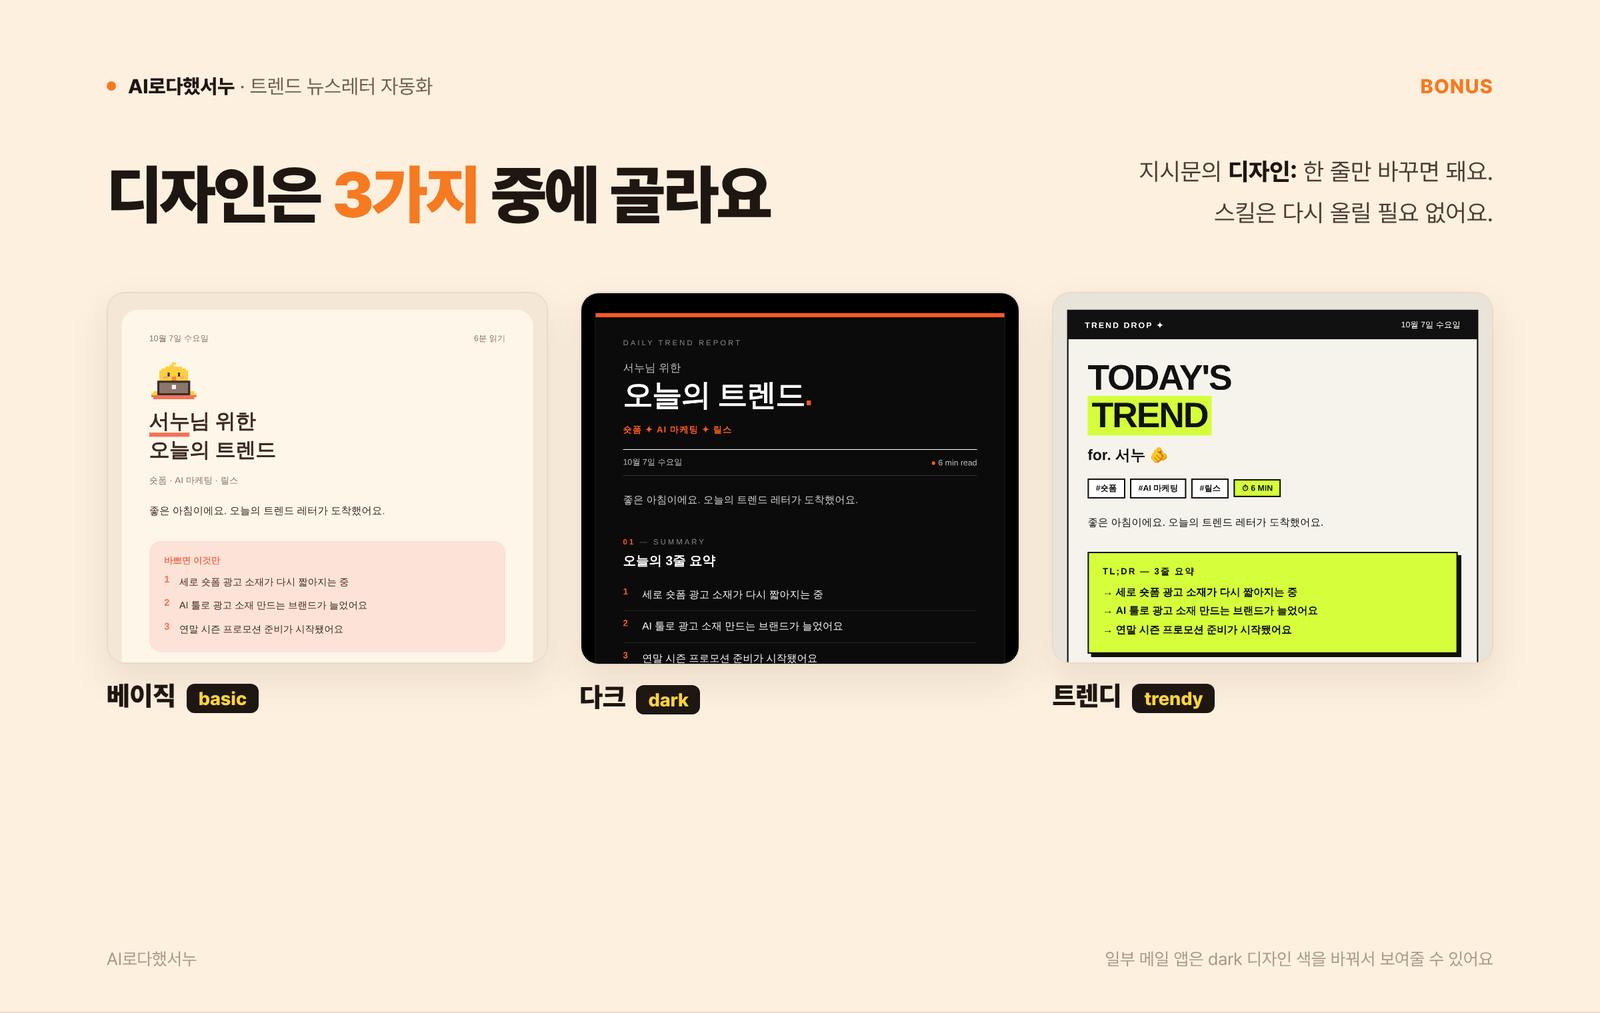 AI로다했서누 · 트렌드 뉴스레터 자동화
BONUS
디자인은 3가지 중에 골라요
지시문의 디자인: 한 줄만 바꾸면 돼요.
스킬은 다시 올릴 필요 없어요.
10월 7일 수요일
6분 읽기
서누님 위한
오늘의 트렌드
숏폼 · AI 마케팅 · 릴스
좋은 아침이에요. 오늘의 트렌드 레터가 도착했어요.
바쁘면 이것만
1 세로 숏폼 광고 소재가 다시 짧아지는 중
2 AI 툴로 광고 소재 만드는 브랜드가 늘었어요
3 연말 시즌 프로모션 준비가 시작됐어요
베이직 basic
DAILY TREND REPORT
서누님 위한
오늘의 트렌드.
숏폼 ✦ AI 마케팅 ✦ 릴스
10월 7일 수요일
● 6 min read
좋은 아침이에요. 오늘의 트렌드 레터가 도착했어요.
01 — SUMMARY
오늘의 3줄 요약
1 세로 숏폼 광고 소재가 다시 짧아지는 중
2 AI 툴로 광고 소재 만드는 브랜드가 늘었어요
3 연말 시즌 프로모션 준비가 시작됐어요
다크 dark
TREND DROP ✦
10월 7일 수요일
TODAY'S
TREND
for. 서누 🫵
#숏폼 #AI 마케팅 #릴스 ⏱ 6 MIN
좋은 아침이에요. 오늘의 트렌드 레터가 도착했어요.
TL;DR — 3줄 요약
→ 세로 숏폼 광고 소재가 다시 짧아지는 중
→ AI 툴로 광고 소재 만드는 브랜드가 늘었어요
→ 연말 시즌 프로모션 준비가 시작됐어요
트렌디 trendy
AI로다했서누
일부 메일 앱은 dark 디자인 색을 바꿔서 보여줄 수 있어요